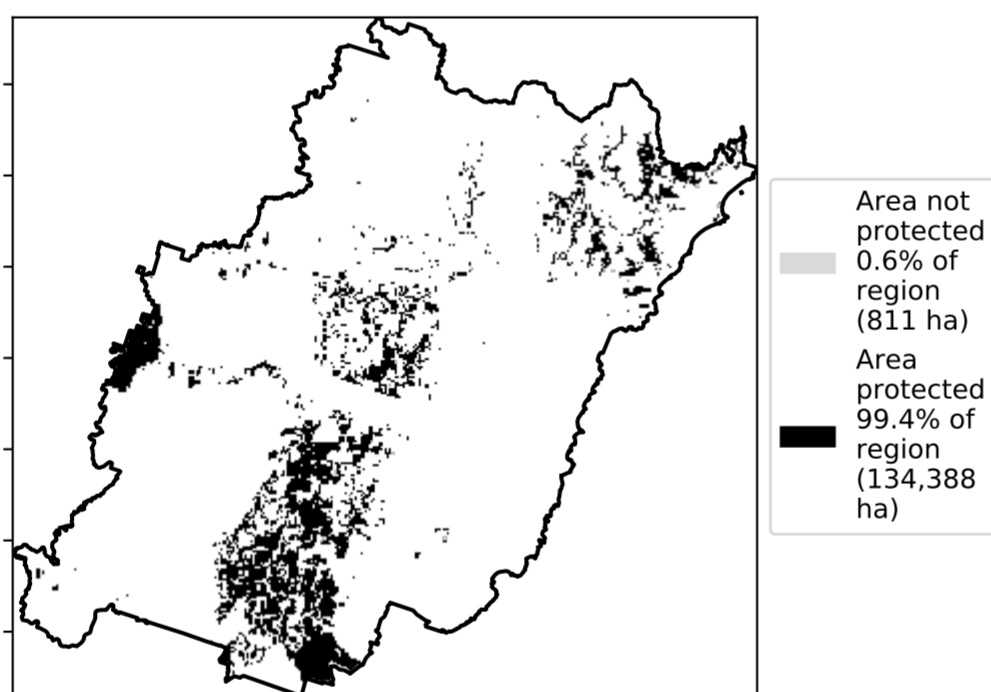 Area not
protected
0.6% of
region
(811 ha)
Area
protected
99.4% of
region
(134,388
ha)